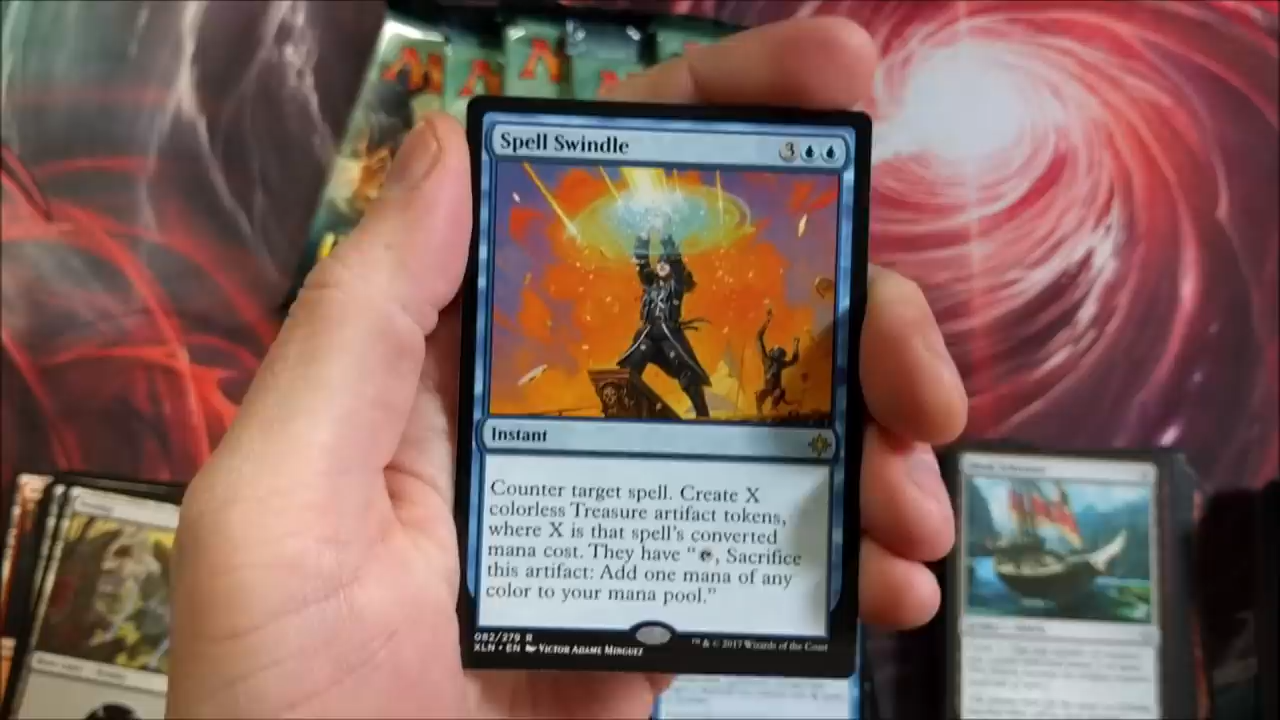 Spell Swindle
3
Instant
Counter target spell. Create X
colorless Treasure artifact tokens,
where X is that spell's converted
mana cost. They have ", Sacrifice
this artifact: Add one mana of any
color to your mana pool."
082/279 R
XLN • EN Victor Adame Minguez
™ & © 2017 Wizards of the Coast